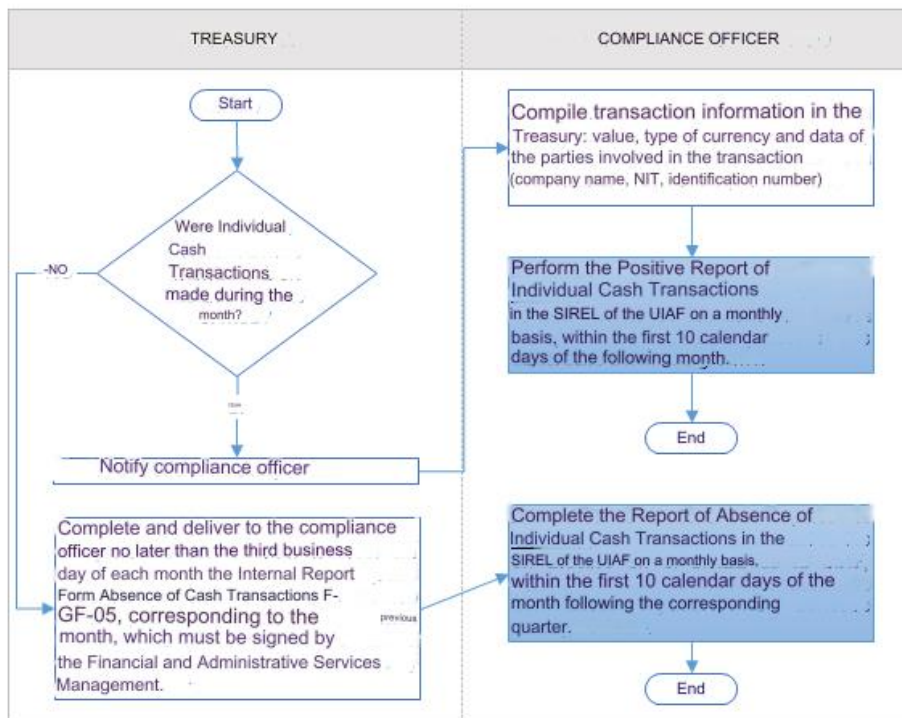 TREASURY
COMPLIANCE OFFICER
Start
Were Individual
Cash
Transactions
made during the
month?
-NO
Notify compliance officer
Complete and deliver to the compliance
officer no later than the third business
day of each month the Internal Report
Form Absence of Cash Transactions F-
GF-05, corresponding to the previous
month, which must be signed by
the Financial and Administrative Services
Management.
Compile transaction information in the
Treasury: value, type of currency and data of
the parties involved in the transaction
(company name, NIT, identification number)
Perform the Positive Report of
Individual Cash Transactions
in the SIREL of the UIAF on a monthly
basis, within the first 10 calendar
days of the following month.
End
Complete the Report of Absence of
Individual Cash Transactions in the
SIREL of the UIAF on a monthly basis,
within the first 10 calendar days of the
month following the corresponding
quarter.
End